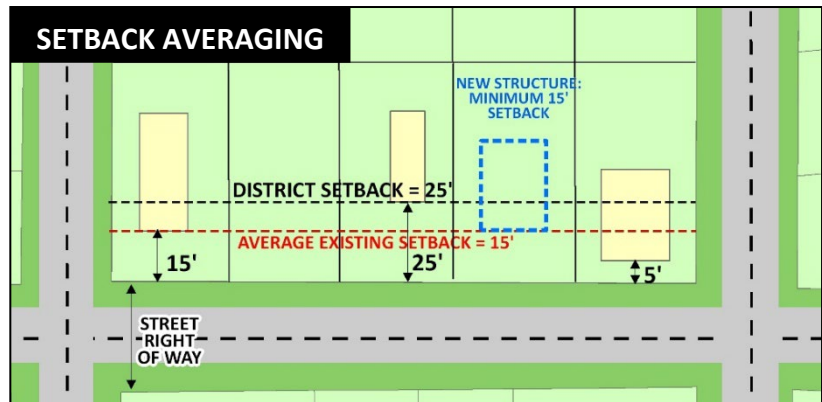 SETBACK AVERAGING
NEW STRUCTURE:
MINIMUM 15'
SETBACK
DISTRICT SETBACK = 25'
AVERAGE EXISTING SETBACK = 15'
15'
25'
5'
STREET
RIGHT
OF WAY